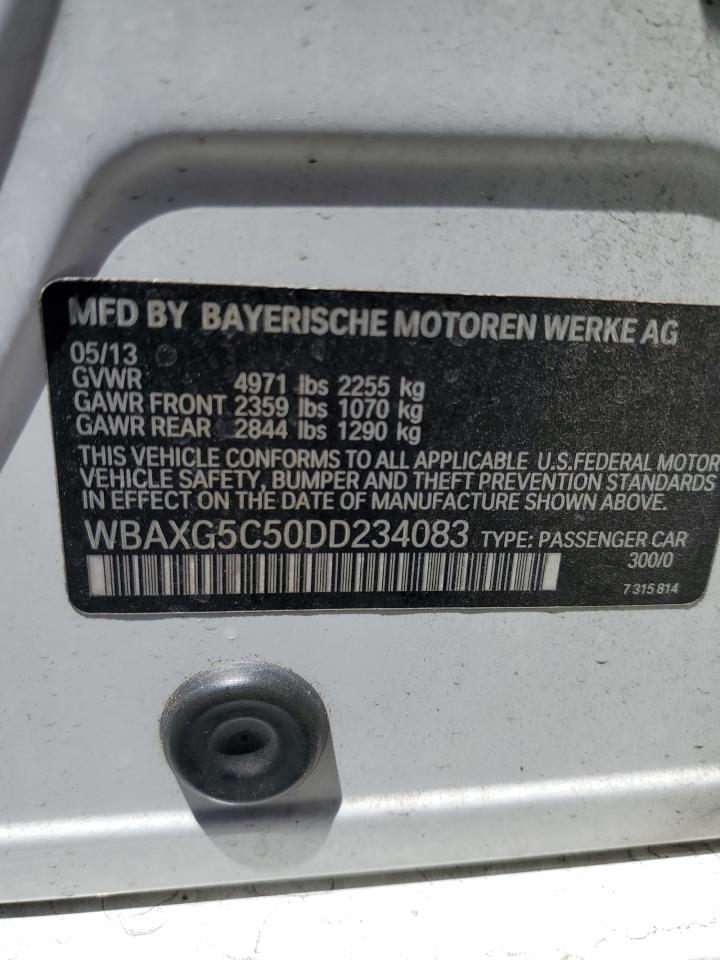 MFD BY BAYERISCHE MOTOREN WERKE AG
05/13
GVWR 4971 lbs 2255 kg
GAWR FRONT 2359 lbs 1070 kg
GAWR REAR 2844 lbs 1290 kg
THIS VEHICLE CONFORMS TO ALL APPLICABLE U.S.FEDERAL MOTOR
VEHICLE SAFETY, BUMPER AND THEFT PREVENTION STANDARDS
IN EFFECT ON THE DATE OF MANUFACTURE SHOWN ABOVE.
WBAXG5C50DD234083 TYPE: PASSENGER CAR
300/0
7 315 814